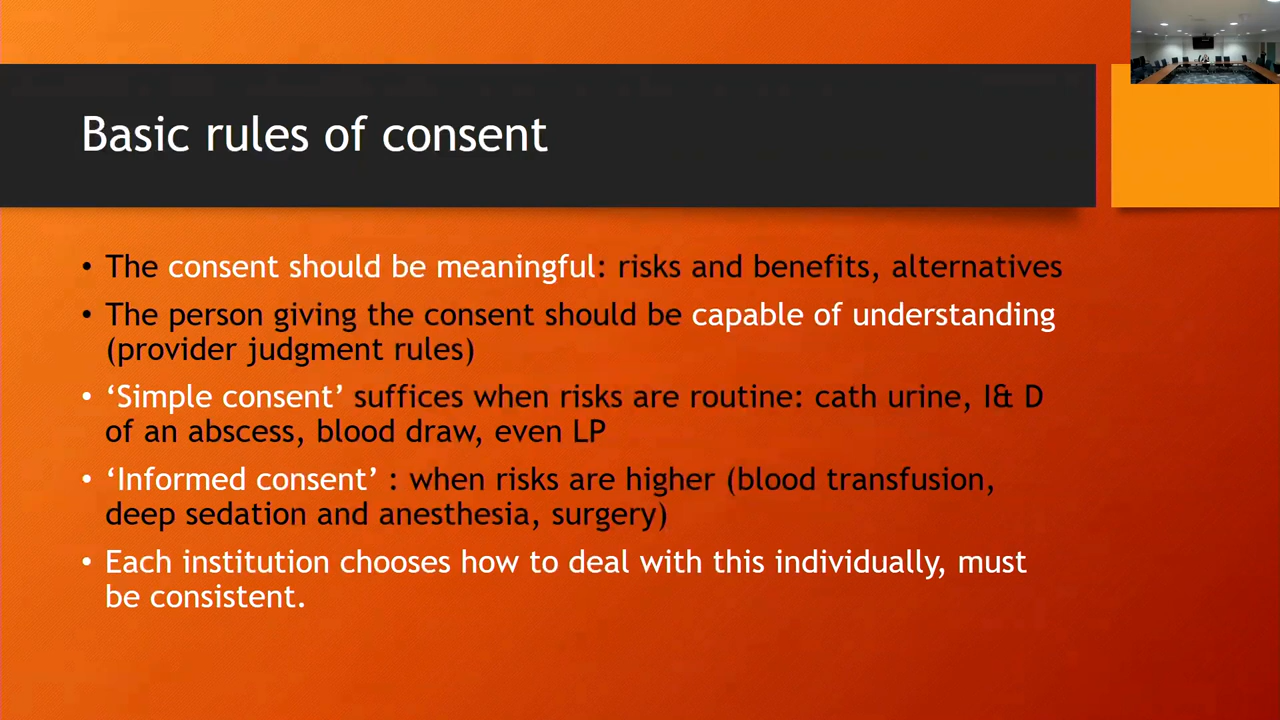 Basic rules of consent
• The consent should be meaningful: risks and benefits, alternatives
• The person giving the consent should be capable of understanding
(provider judgment rules)
• ‘Simple consent’ suffices when risks are routine: cath urine, I& D
of an abscess, blood draw, even LP
• ‘Informed consent’ : when risks are higher (blood transfusion,
deep sedation and anesthesia, surgery)
• Each institution chooses how to deal with this individually, must
be consistent.